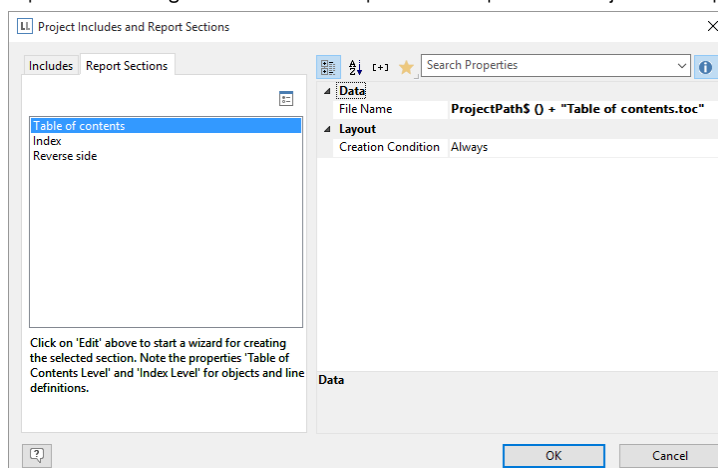 LL Project Includes and Report Sections
Includes Report Sections
Search Properties
Table of contents
Index
Reverse side
Click on 'Edit' above to start a wizard for creating
the selected section. Note the properties 'Table of
Contents Level' and 'Index Level' for objects and line
definitions.
Data
File Name ProjectPath$ () + "Table of contents.toc"
Layout
Creation Condition Always
Data
OK Cancel